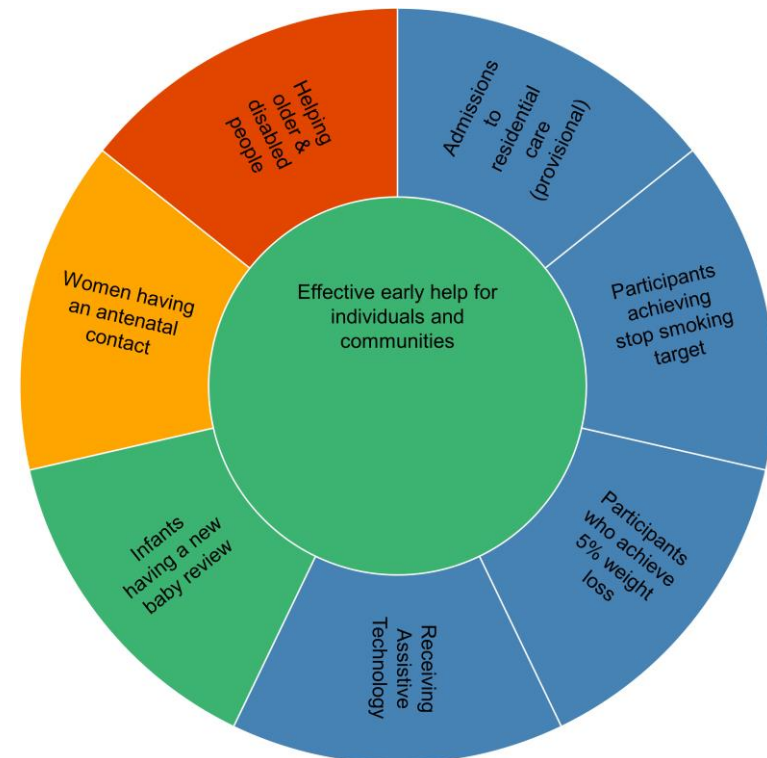 Effective early help for
individuals and
communities
Admissions
to
residential
care
(provisional)
Participants
achieving
stop smoking
target
Participants
who achieve
5% weight
loss
Receiving
Assistive
Technology
Infants
having a new
baby review
Women having
an antenatal
contact
Helping
older &
disabled
people